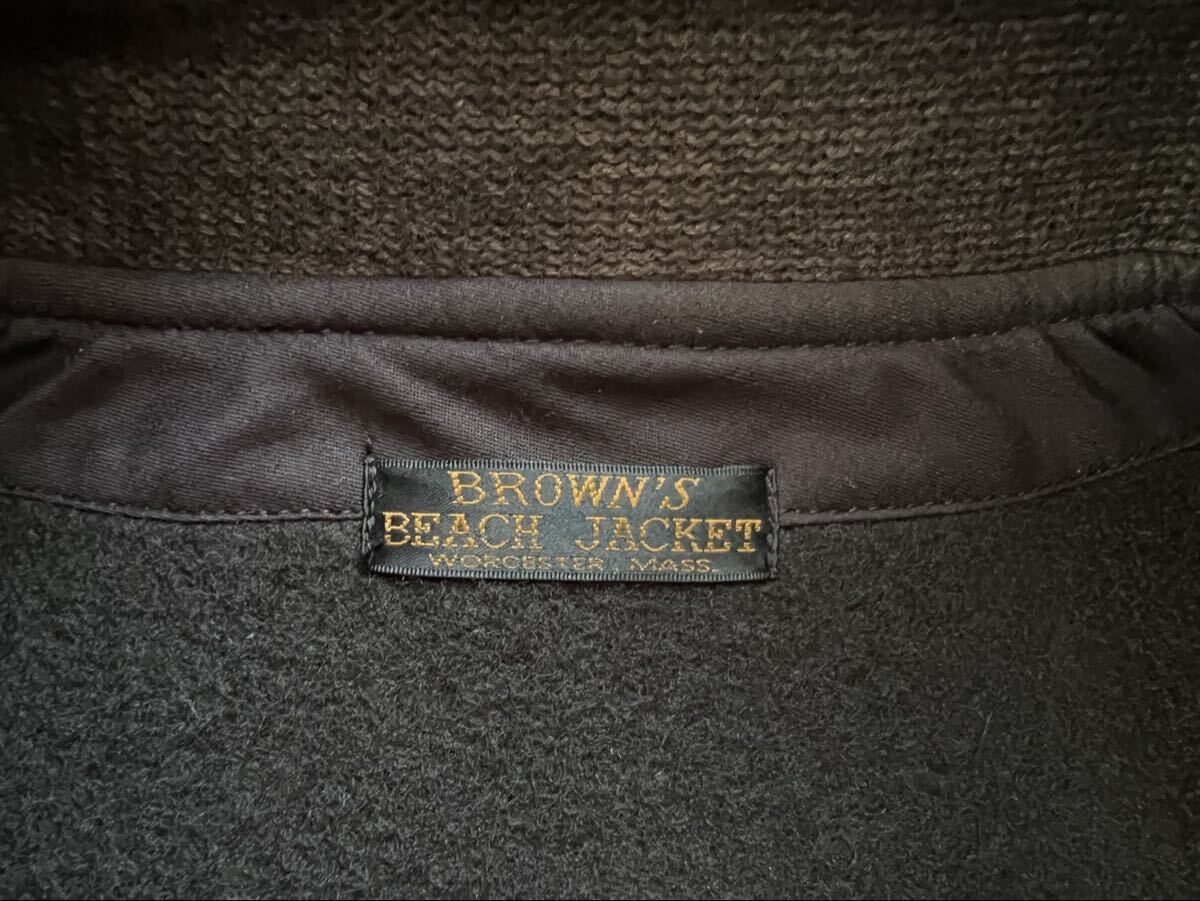 BROWN'S
BEACH JACKET
WORCESTER, MASS.